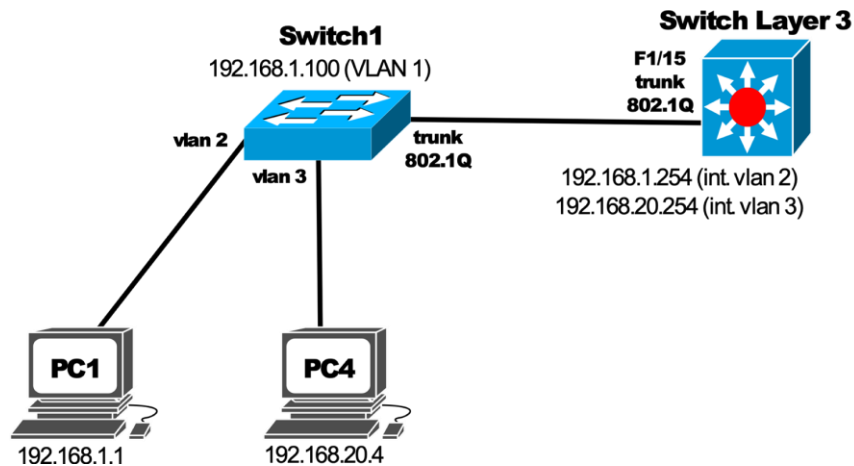 Switch Layer 3
Switch1
192.168.1.100 (VLAN 1)
F1/15
trunk
802.1Q
vlan 2
trunk
802.1Q
vlan 3
192.168.1.254 (int. vlan 2)
192.168.20.254 (int. vlan 3)
PC1
PC4
192.168.1.1
192.168.20.4